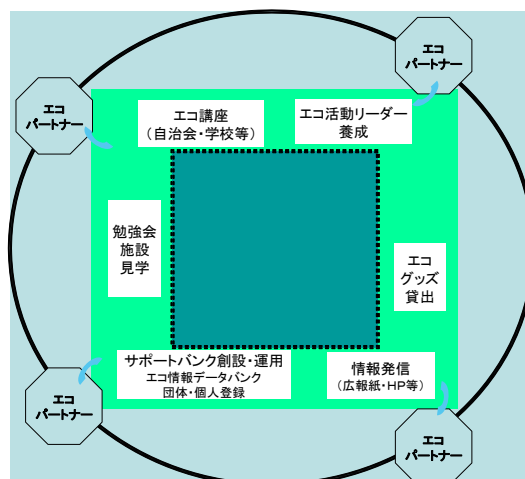 エコ
パートナー
エコ
パートナー
エコ講座
（自治会・学校等）
エコ活動リーダー
養成
勉強会
施設
見学
エコ
グッズ
貸出
サポートバンク創設・運用
エコ情報データバンク
団体・個人登録
情報発信
（広報紙・HP等）
エコ
パートナー
エコ
パートナー